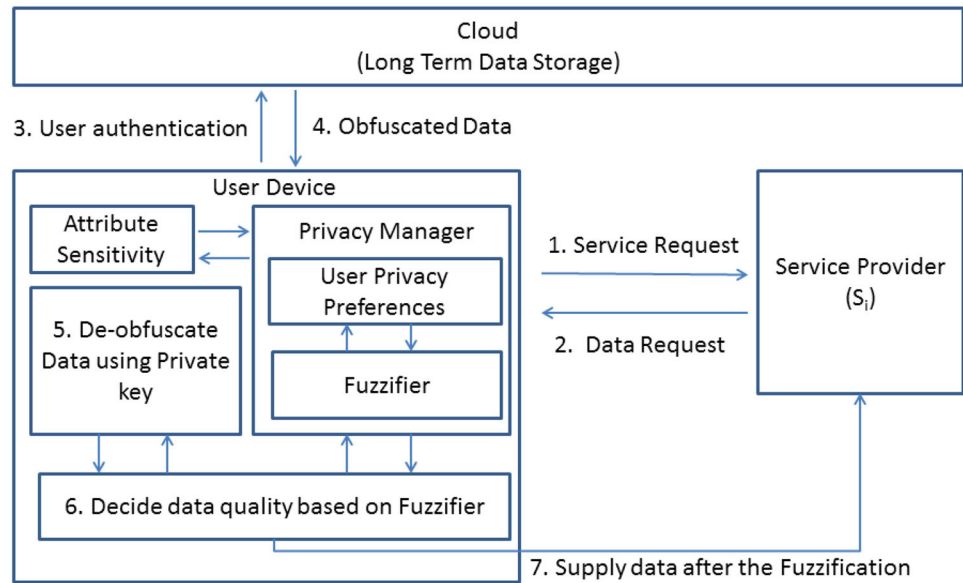 Cloud
(Long Term Data Storage)
3. User authentication
4. Obfuscated Data
User Device
Attribute
Sensitivity
Privacy Manager
User Privacy
Preferences
Fuzzifier
5. De-obfuscate
Data using Private
key
6. Decide data quality based on Fuzzifier
1. Service Request
2. Data Request
Service Provider
(Sᵢ)
7. Supply data after the Fuzzification